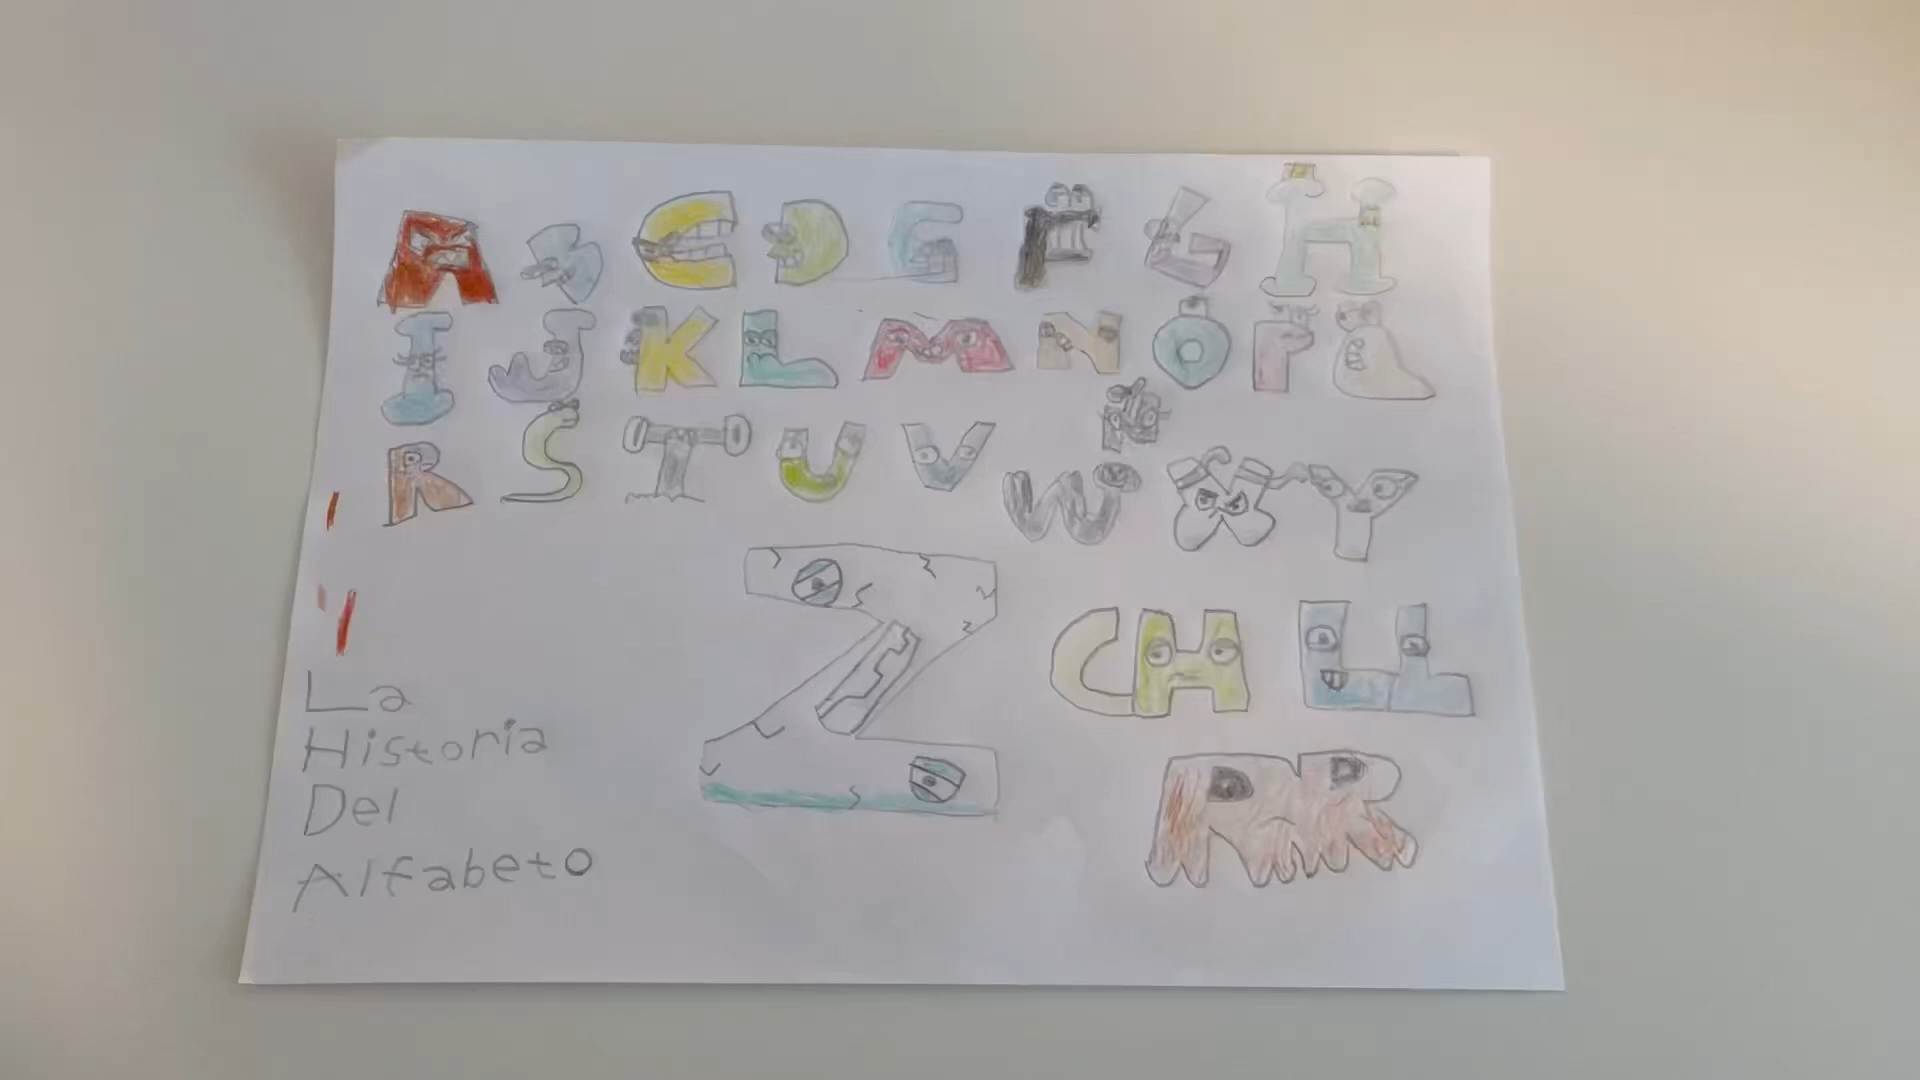 A B C D E F G H
I J K L M N O P Q
R S T U V W Ñ X Y
Z
CH LL
RR
La
Historia
Del
Alfabeto